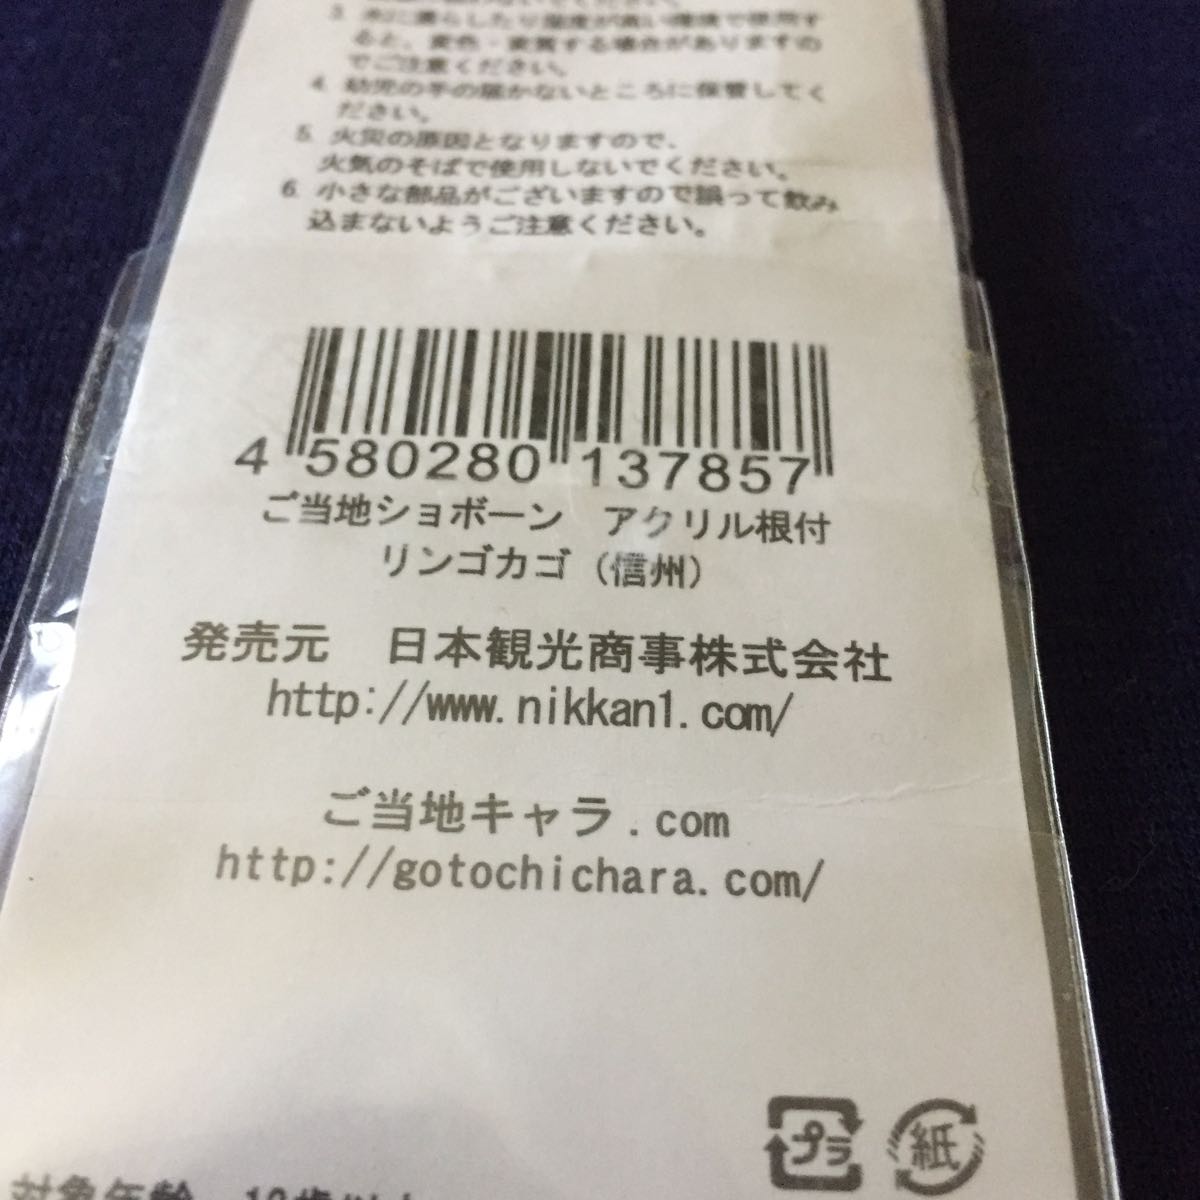 3. 水に濡らしたり湿度が高い環境で使用す
ると、変色・変質する場合がありますの
でご注意ください。
4. 幼児の手の届かないところに保管してく
ださい。
5. 火災の原因となりますので、
火気のそばで使用しないでください。
6. 小さな部品がございますので誤って飲み
込まないようご注意ください。
4 580280 137857
ご当地ショボーン アクリル根付
リンゴカゴ（信州）
発売元 日本観光商事株式会社
http://www.nikkan1.com/
ご当地キャラ.com
http://gotochichara.com/
プラ
紙
対象年齢